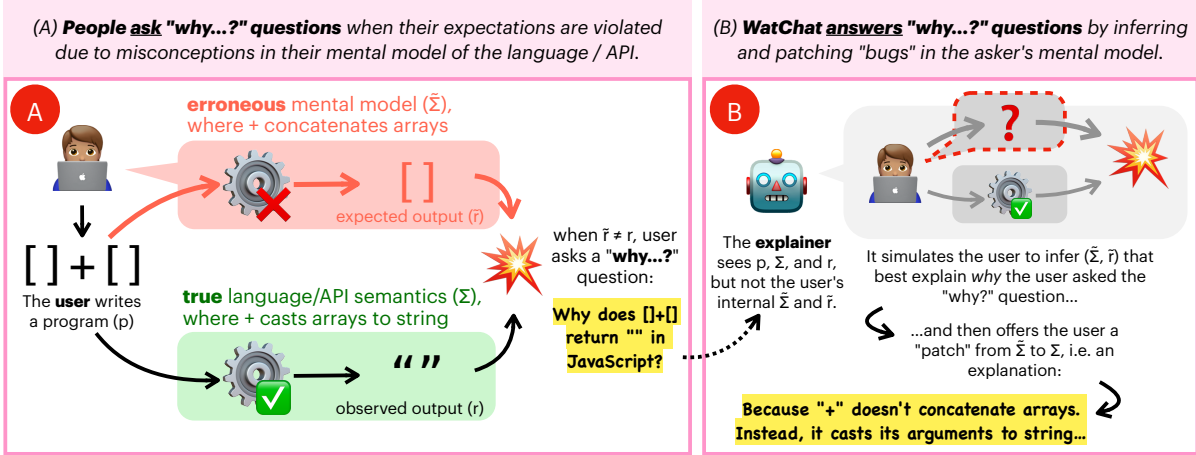 (A) People ask "why...?" questions when their expectations are violated
due to misconceptions in their mental model of the language / API.
A
erroneous mental model (Σ̃),
where + concatenates arrays
[ ]
expected output (r̃)
[ ] + [ ]
The user writes
a program (p)
true language/API semantics (Σ),
where + casts arrays to string
“”
observed output (r)
when r̃ ≠ r, user
asks a "why...?"
question:
Why does []+[]
return "" in
JavaScript?
(B) WatChat answers "why...?" questions by inferring
and patching "bugs" in the asker's mental model.
B
?
The explainer
sees p, Σ, and r,
but not the user's
internal Σ̃ and r̃.
It simulates the user to infer (Σ̃, r̃) that
best explain why the user asked the
"why?" question...
...and then offers the user a
"patch" from Σ̃ to Σ, i.e. an
explanation:
Because "+" doesn't concatenate arrays.
Instead, it casts its arguments to string…